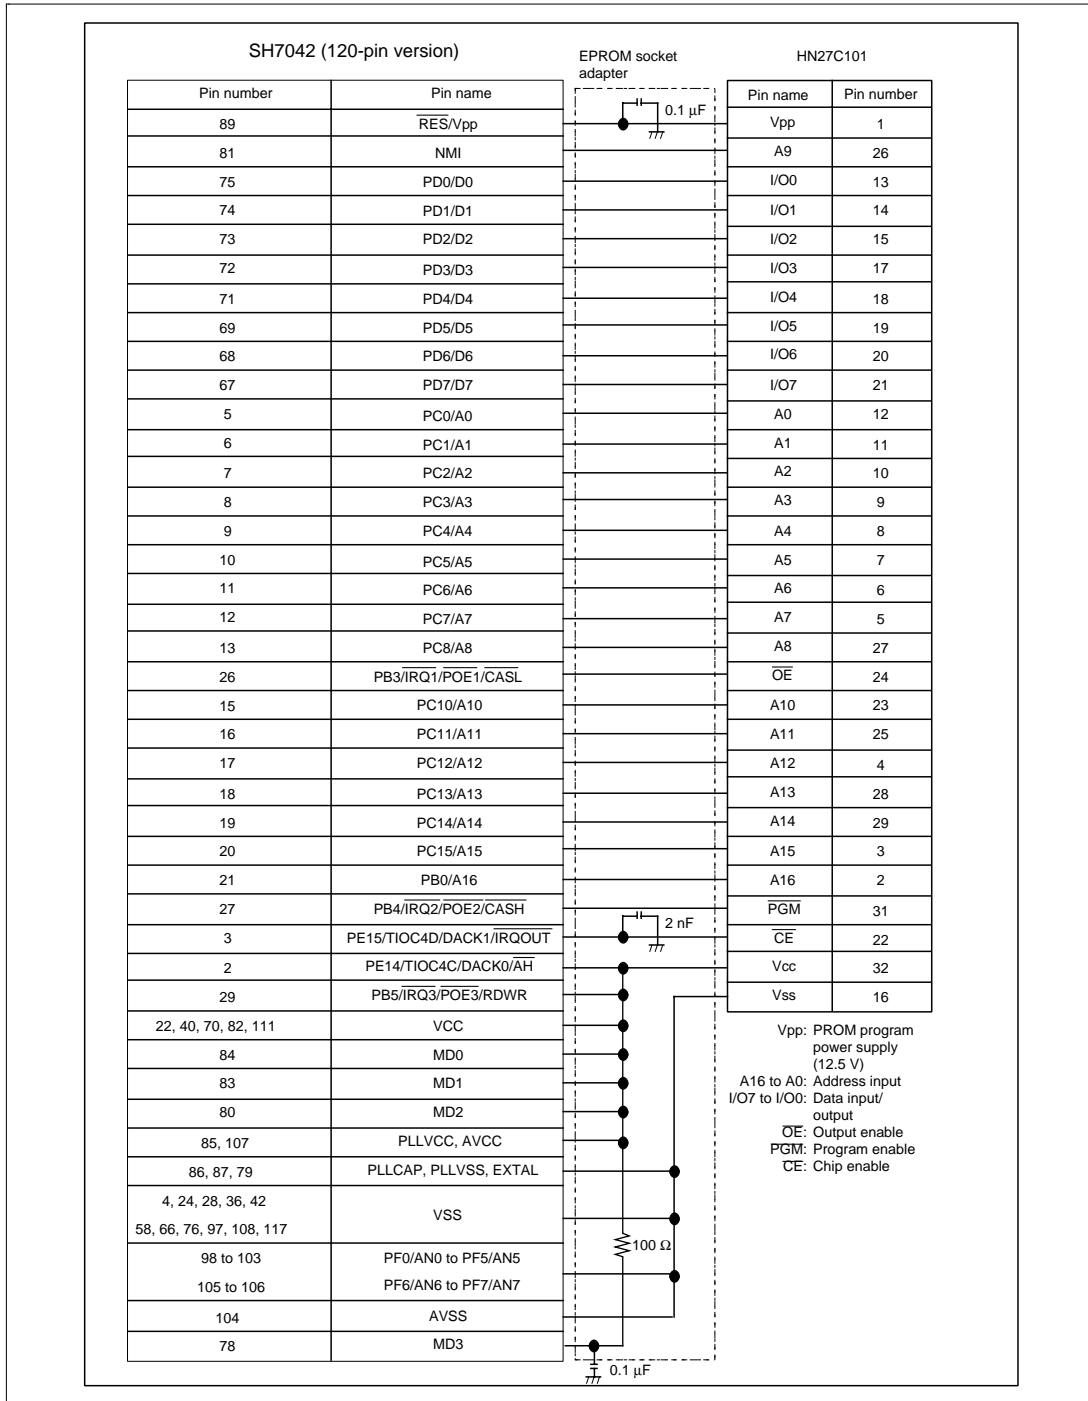 SH7042 (120-pin version)
EPROM socket
adapter
HN27C101
Pin number Pin name Pin name Pin number
0.1 µF
89 RES/Vpp Vpp 1
81 NMI A9 26
75 PD0/D0 I/O0 13
74 PD1/D1 I/O1 14
73 PD2/D2 I/O2 15
72 PD3/D3 I/O3 17
71 PD4/D4 I/O4 18
69 PD5/D5 I/O5 19
68 PD6/D6 I/O6 20
67 PD7/D7 I/O7 21
5 PC0/A0 A0 12
6 PC1/A1 A1 11
7 PC2/A2 A2 10
8 PC3/A3 A3 9
9 PC4/A4 A4 8
10 PC5/A5 A5 7
11 PC6/A6 A6 6
12 PC7/A7 A7 5
13 PC8/A8 A8 27
26 PB3/IRQ1/POE1/CASL OE 24
15 PC10/A10 A10 23
16 PC11/A11 A11 25
17 PC12/A12 A12 4
18 PC13/A13 A13 28
19 PC14/A14 A14 29
20 PC15/A15 A15 3
21 PB0/A16 A16 2
27 PB4/IRQ2/POE2/CASH PGM 31
2 nF
3 PE15/TIOC4D/DACK1/IRQOUT CE 22
2 PE14/TIOC4C/DACK0/AH Vcc 32
29 PB5/IRQ3/POE3/RDWR Vss 16
22, 40, 70, 82, 111 VCC
84 MD0
83 MD1
80 MD2
85, 107 PLLVCC, AVCC
86, 87, 79 PLLCAP, PLLVSS, EXTAL
4, 24, 28, 36, 42
58, 66, 76, 97, 108, 117 VSS
100 Ω
98 to 103 PF0/AN0 to PF5/AN5
105 to 106 PF6/AN6 to PF7/AN7
104 AVSS
78 MD3
0.1 µF
Vpp: PROM program
power supply
(12.5 V)
A16 to A0: Address input
I/O7 to I/O0: Data input/
output
OE: Output enable
PGM: Program enable
CE: Chip enable